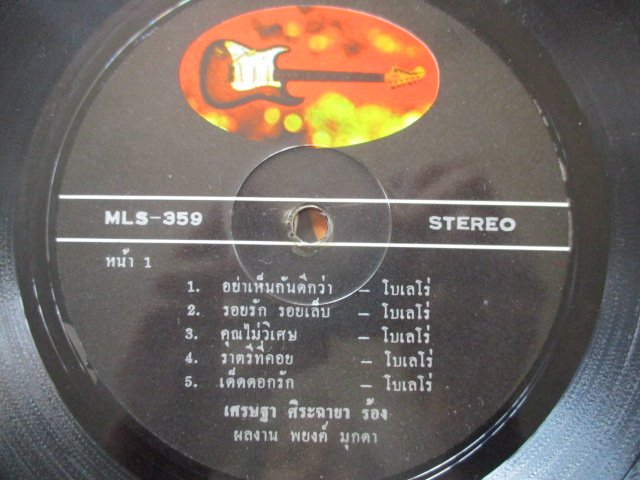 MLS-359 STEREO
หน้า 1
1. อย่าเห็นกันดีกว่า – โบเลโร่
2. รอยรัก รอยเล็บ – โบเลโร่
3. คุณไม่วิเศษ – โบเลโร่
4. ราตรีที่คอย – โบเลโร่
5. เด็ดดอกรัก – โบเลโร่
เศรษฐา ศิระฉายา ร้อง
ผลงาน พยงค์ มุกดา